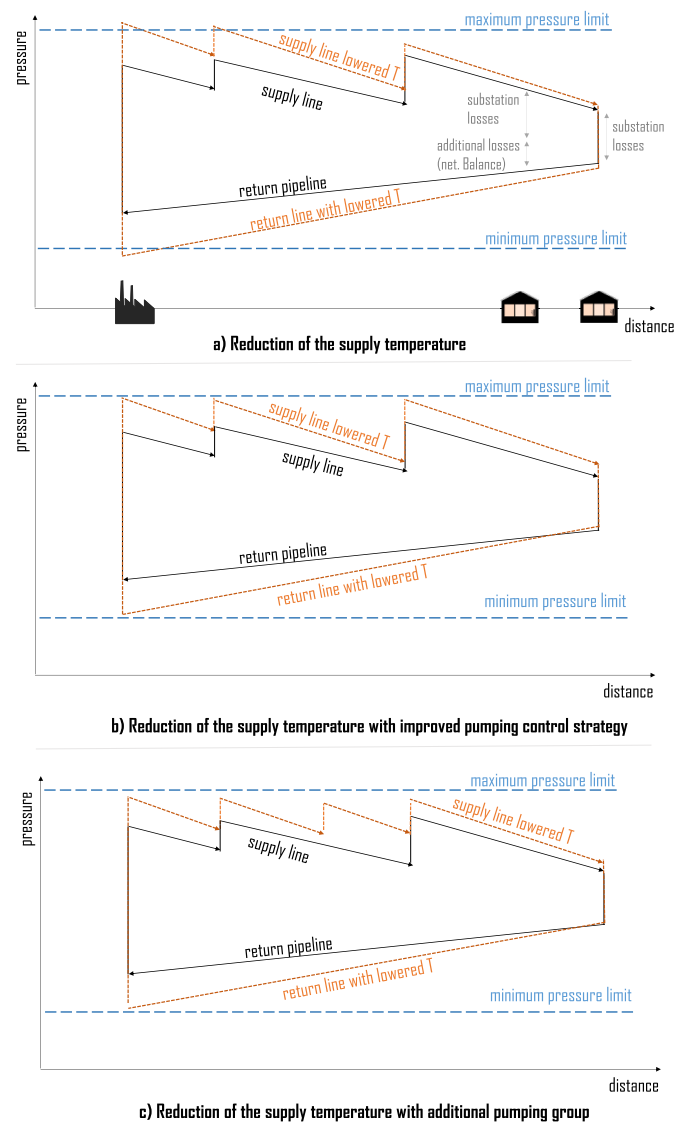 maximum pressure limit
pressure
supply line lowered T
supply line
substation
losses
substation
losses
additional losses
(net. Balance)
return pipeline
return line with lowered T
minimum pressure limit
distance
a) Reduction of the supply temperature
maximum pressure limit
pressure
supply line lowered T
supply line
return pipeline
return line with lowered T
minimum pressure limit
distance
b) Reduction of the supply temperature with improved pumping control strategy
maximum pressure limit
pressure
supply line lowered T
supply line
return pipeline
return line with lowered T
minimum pressure limit
distance
c) Reduction of the supply temperature with additional pumping group